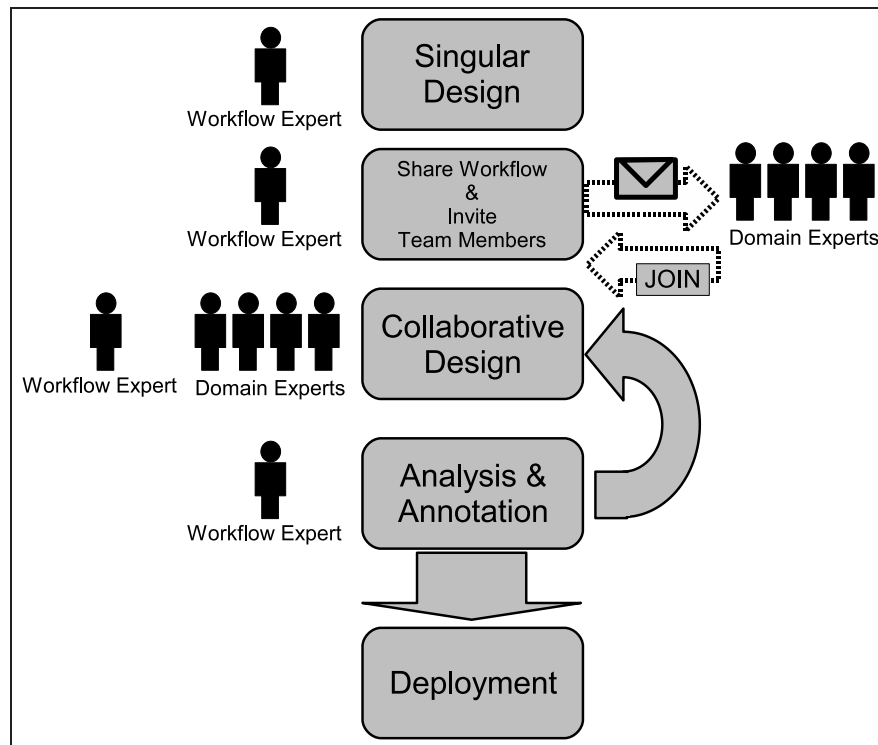 Singular
Design
Workflow Expert
Share Workflow
&
Invite
Team Members
Workflow Expert
Domain Experts
JOIN
Collaborative
Design
Workflow Expert
Domain Experts
Analysis &
Annotation
Workflow Expert
Deployment